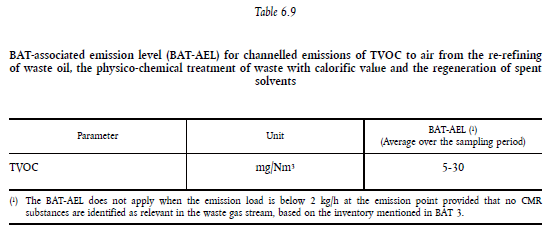 Table 6.9
BAT-associated emission level (BAT-AEL) for channelled emissions of TVOC to air from the re-refining
of waste oil, the physico-chemical treatment of waste with calorific value and the regeneration of spent
solvents
Parameter Unit BAT-AEL (¹)
(Average over the sampling period)
TVOC mg/Nm³ 5-30
(¹) The BAT-AEL does not apply when the emission load is below 2 kg/h at the emission point provided that no CMR
substances are identified as relevant in the waste gas stream, based on the inventory mentioned in BAT 3.